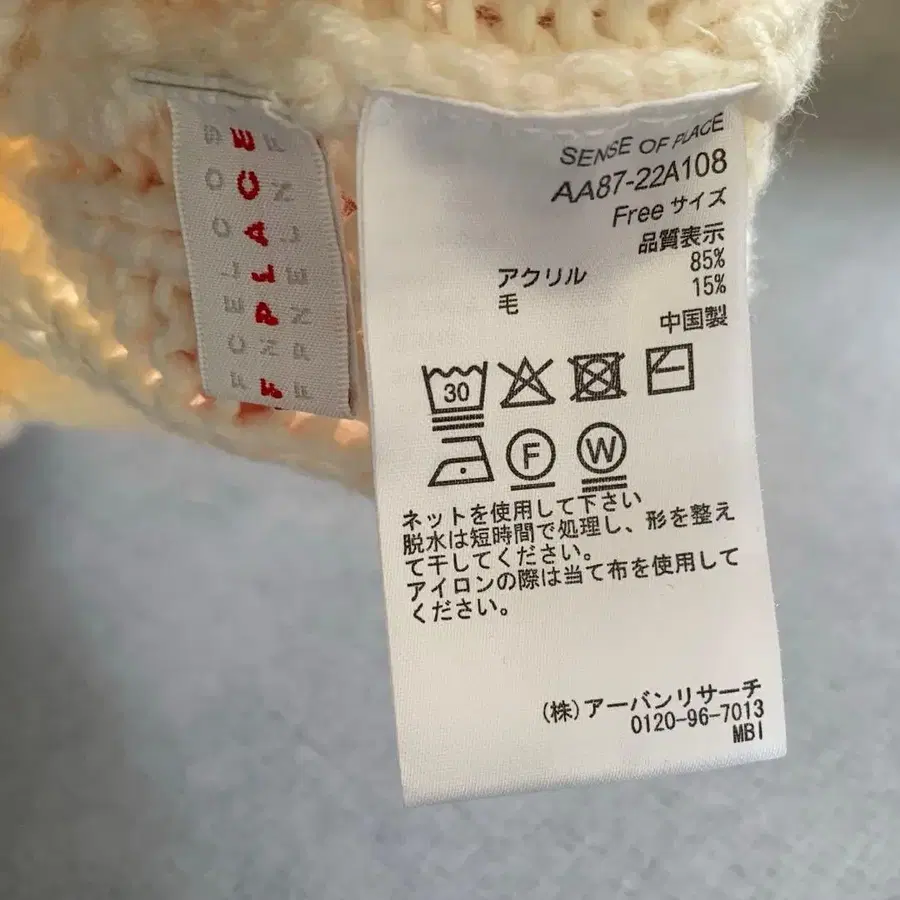 PLACE
SENSE OF PLACE
AA87-22A108
Free サイズ
品質表示
アクリル 85%
毛 15%
中国製
30
F W
ネットを使用して下さい
脱水は短時間で処理し、形を整え
て干してください。
アイロンの際は当て布を使用して
ください。
(株)アーバンリサーチ
0120-96-7013
MBI